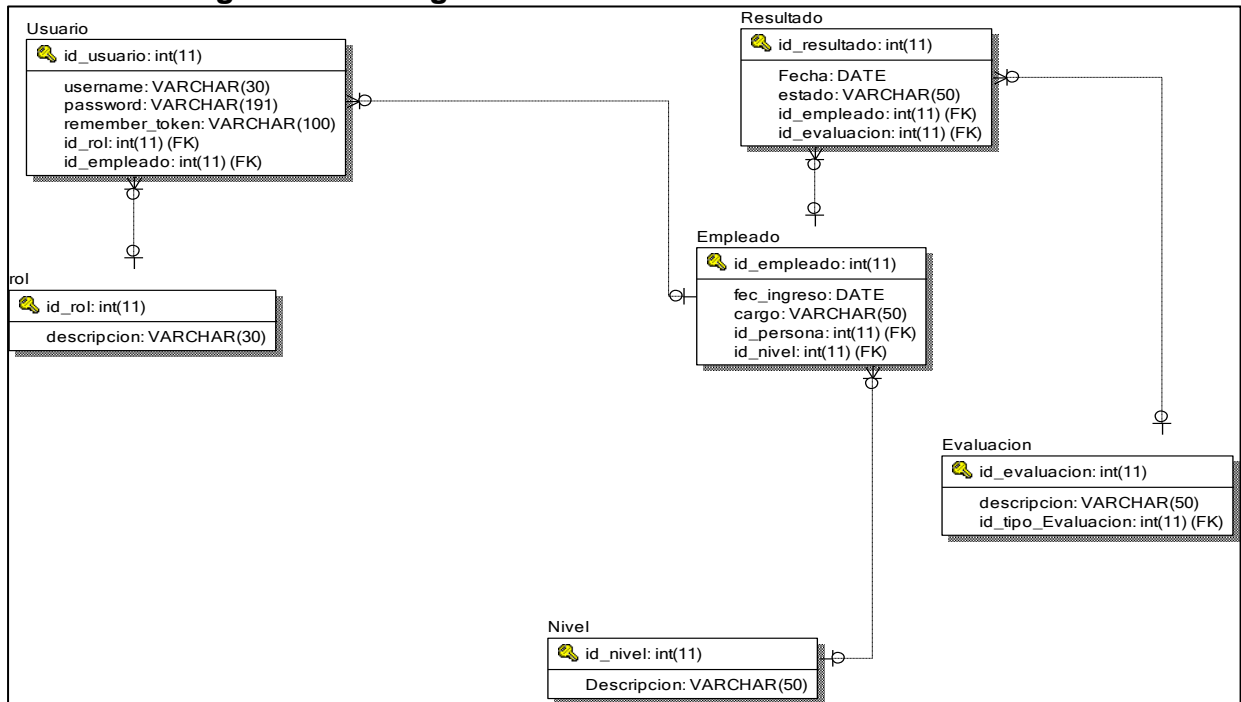 Usuario
id_usuario: int(11)
username: VARCHAR(30)
password: VARCHAR(191)
remember_token: VARCHAR(100)
id_rol: int(11) (FK)
id_empleado: int(11) (FK)
Resultado
id_resultado: int(11)
Fecha: DATE
estado: VARCHAR(50)
id_empleado: int(11) (FK)
id_evaluacion: int(11) (FK)
rol
id_rol: int(11)
descripcion: VARCHAR(30)
Empleado
id_empleado: int(11)
fec_ingreso: DATE
cargo: VARCHAR(50)
id_persona: int(11) (FK)
id_nivel: int(11) (FK)
Evaluacion
id_evaluacion: int(11)
descripcion: VARCHAR(50)
id_tipo_Evaluacion: int(11) (FK)
Nivel
id_nivel: int(11)
Descripcion: VARCHAR(50)